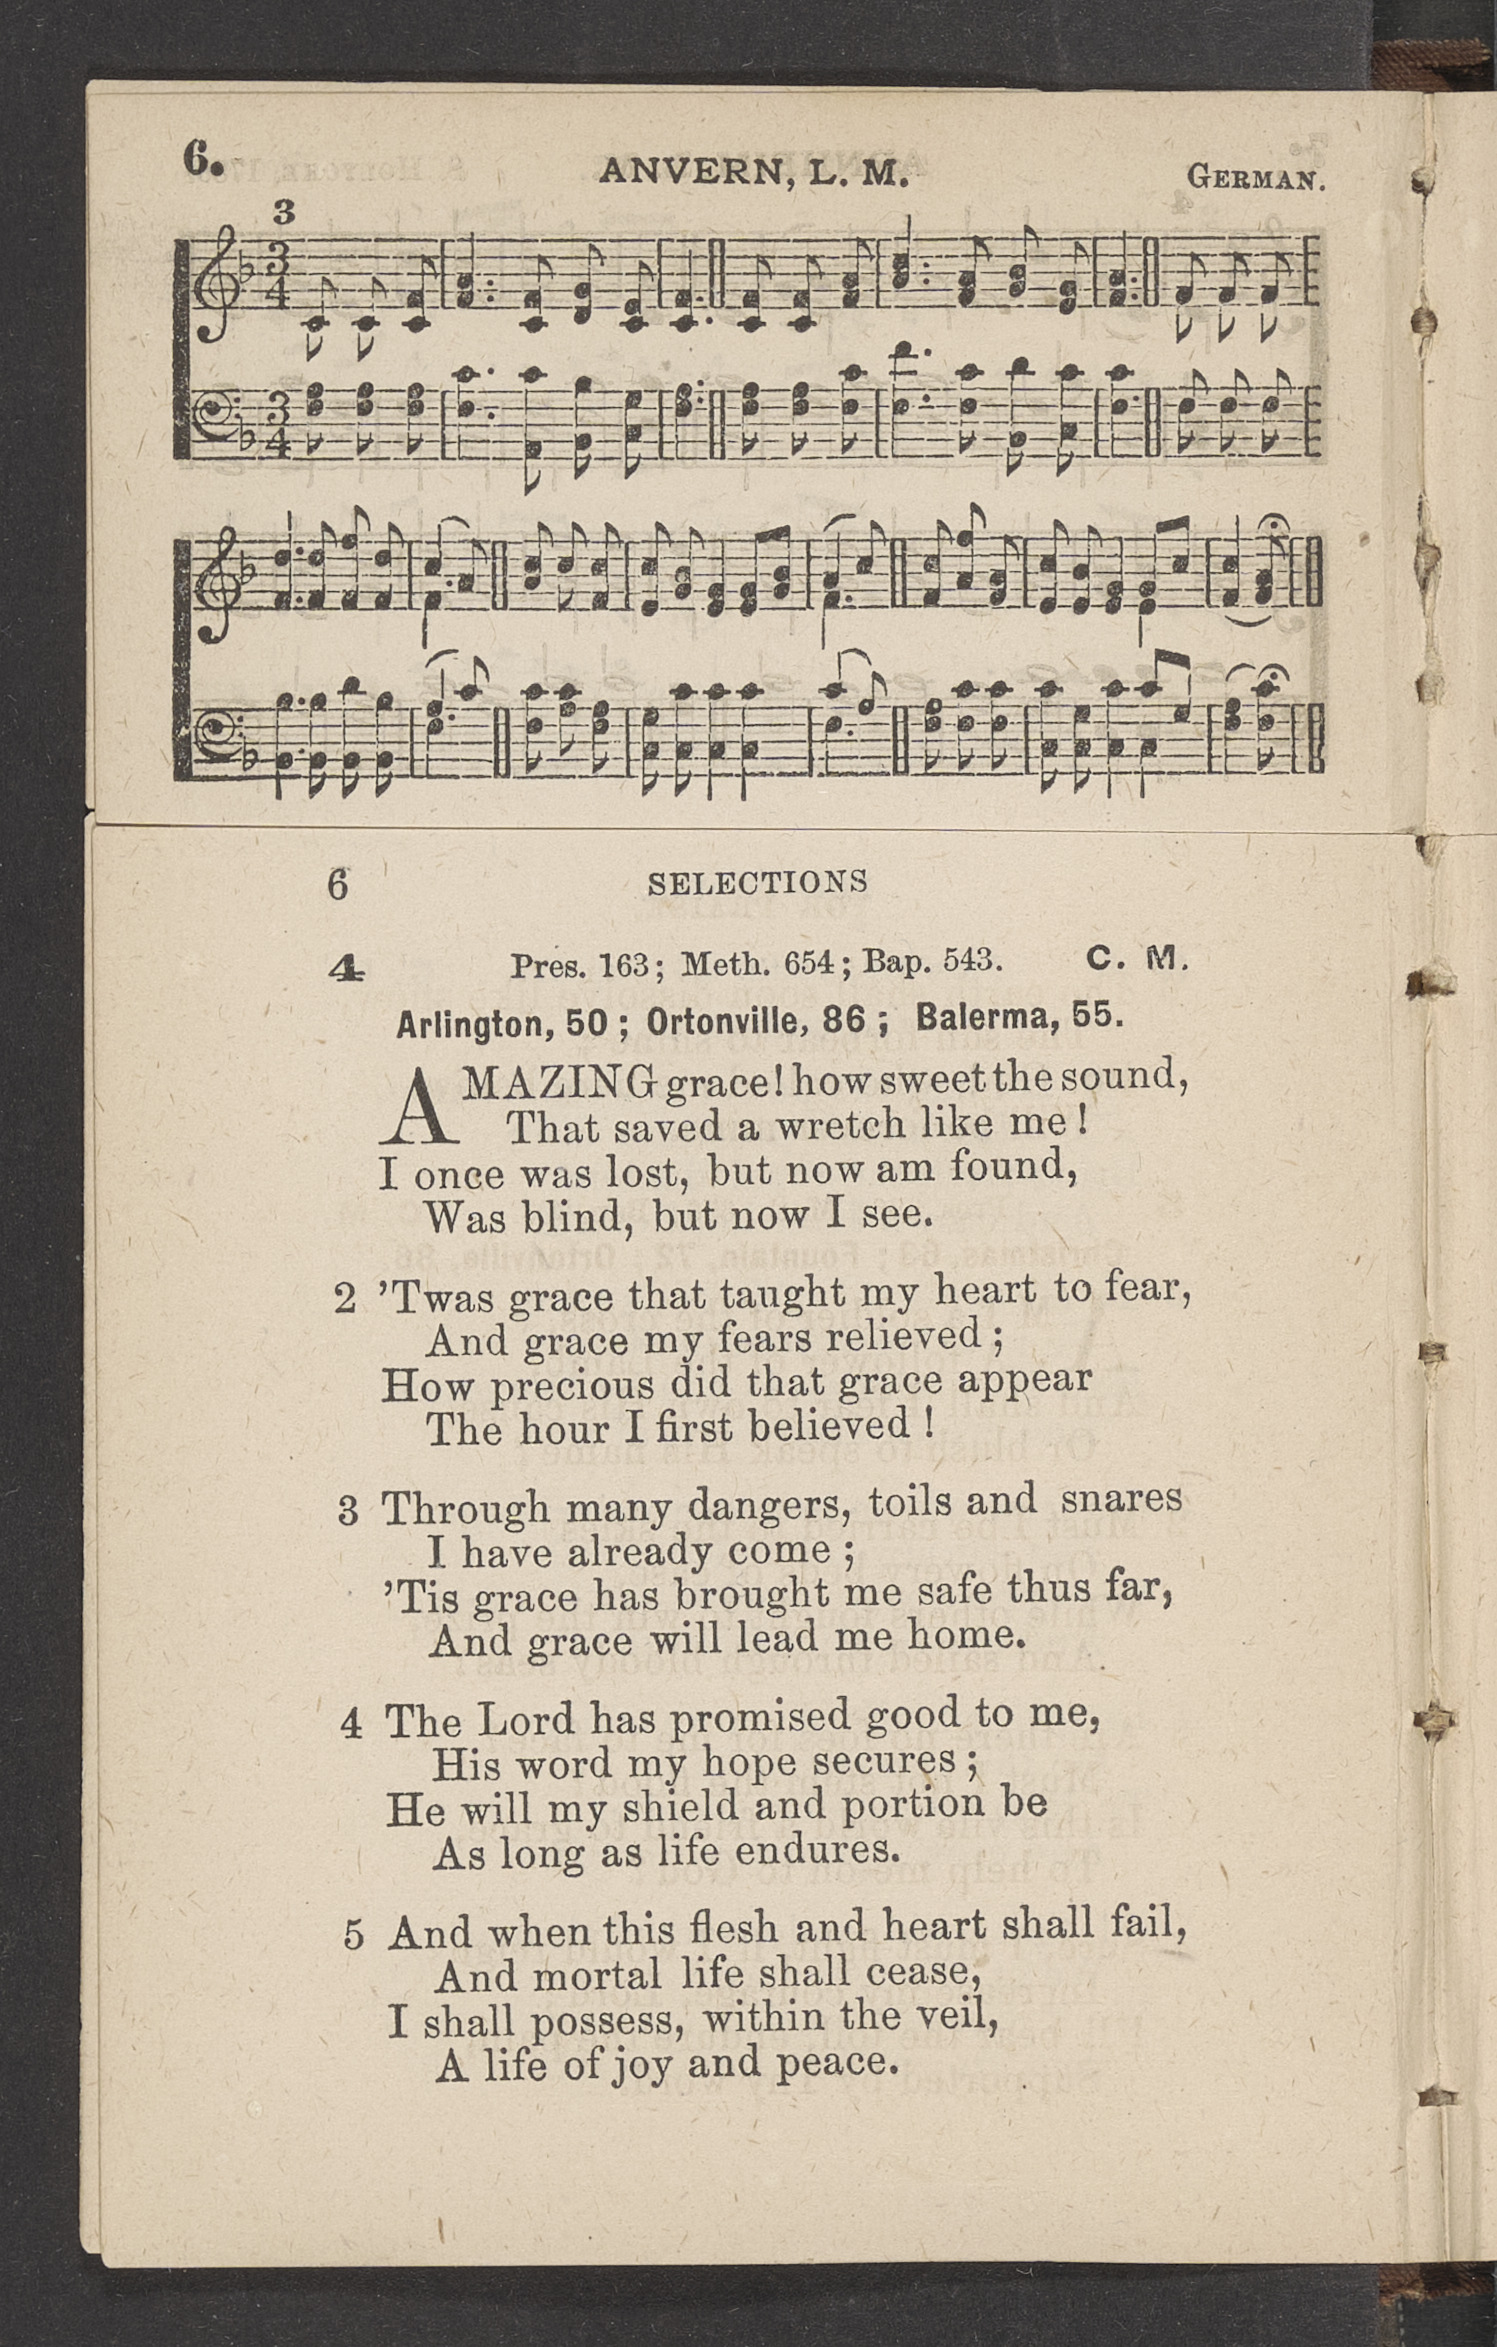 6. ANVERN, L. M. GERMAN.
3
3
4
3
4
6 SELECTIONS
4 Pres. 163; Meth. 654; Bap. 543. C. M.
Arlington, 50; Ortonville, 86; Balerma, 55.
AMAZING grace! how sweet the sound,
That saved a wretch like me!
I once was lost, but now am found,
Was blind, but now I see.
2 ’Twas grace that taught my heart to fear,
And grace my fears relieved;
How precious did that grace appear
The hour I first believed!
3 Through many dangers, toils and snares
I have already come;
’Tis grace has brought me safe thus far,
And grace will lead me home.
4 The Lord has promised good to me,
His word my hope secures;
He will my shield and portion be
As long as life endures.
5 And when this flesh and heart shall fail,
And mortal life shall cease,
I shall possess, within the veil,
A life of joy and peace.